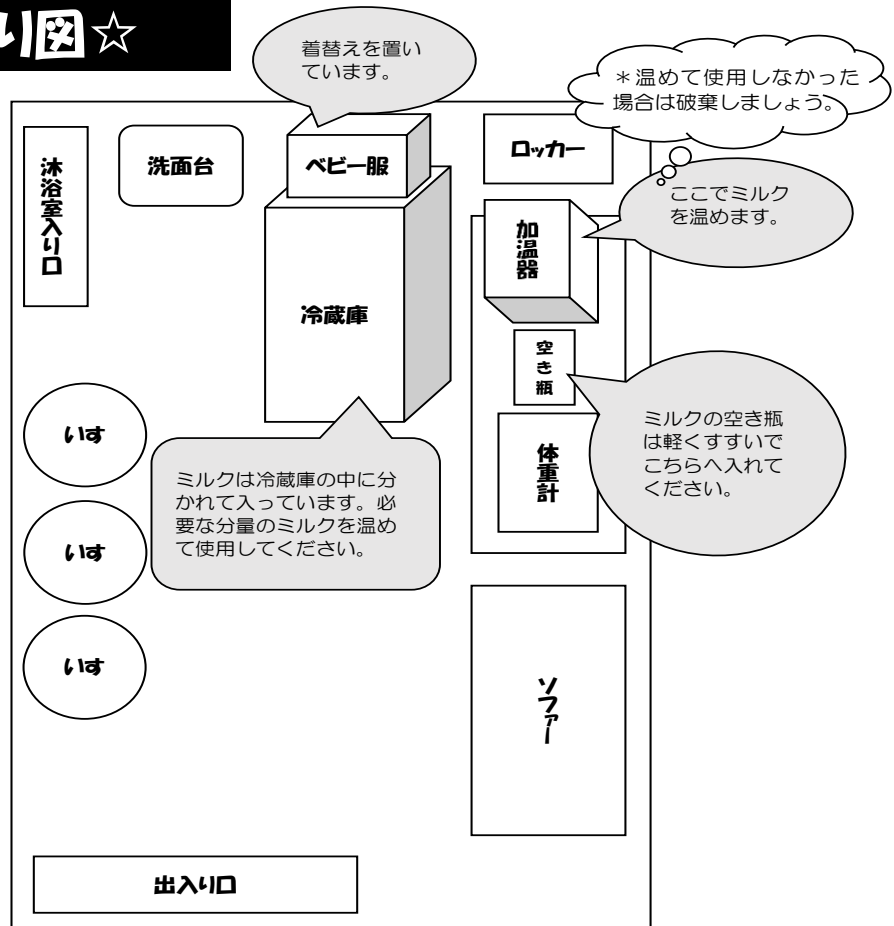 り図☆
着替えを置い
ています。
＊温めて使用しなかった
場合は破棄しましょう。
沐浴室入り口
洗面台
ベビー服
ロッカー
ここでミルク
を温めます。
加温器
冷蔵庫
空き瓶
ミルクの空き瓶
は軽くすすいで
こちらへ入れて
ください。
いす
体重計
ミルクは冷蔵庫の中に分
かれて入っています。必
要な分量のミルクを温め
て使用してください。
いす
いす
ソファー
出入り口